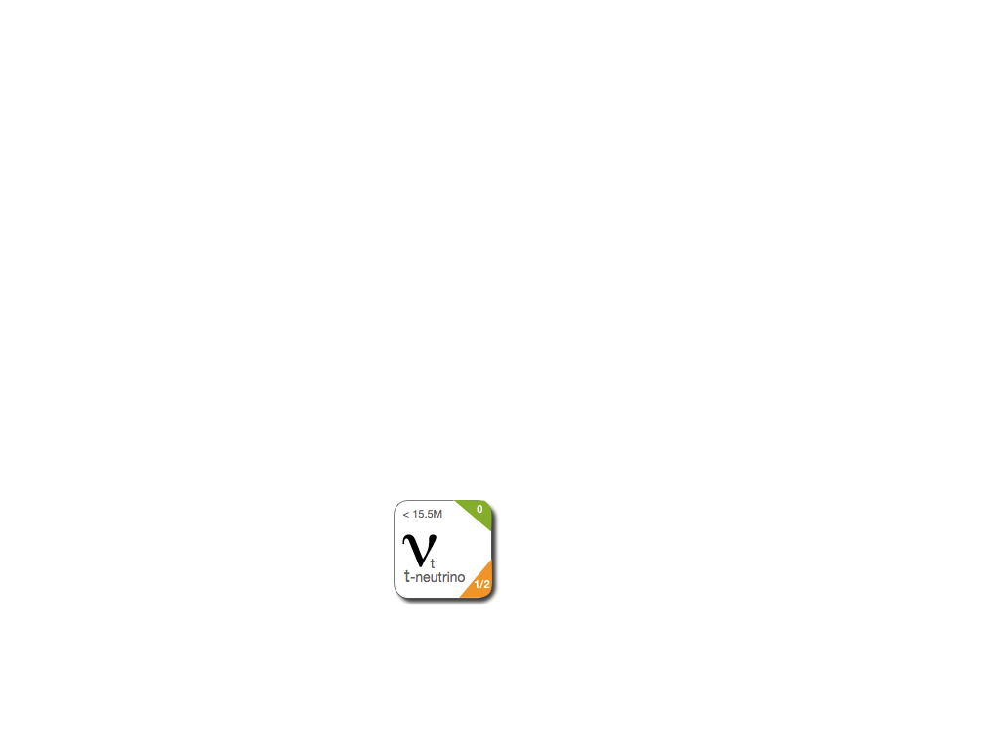 < 15.5M
0
ν
t
t-neutrino
1/2